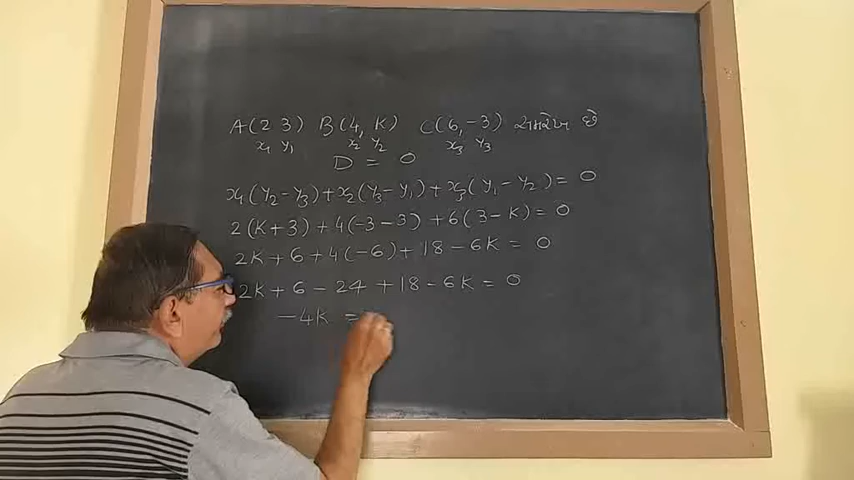 A(2 3) B(4, K) C(6, -3) સમરેખ છે
x₁ y₁ x₂ y₂ x₃ y₃
D = 0
x₁(y₂-y₃)+x₂(y₃-y₁)+x₃(y₁-y₂)=0
2(K+3)+4(-3-3)+6(3-K)=0
2K+6+4(-6)+18-6K=0
2K+6-24+18-6K=0
-4K =